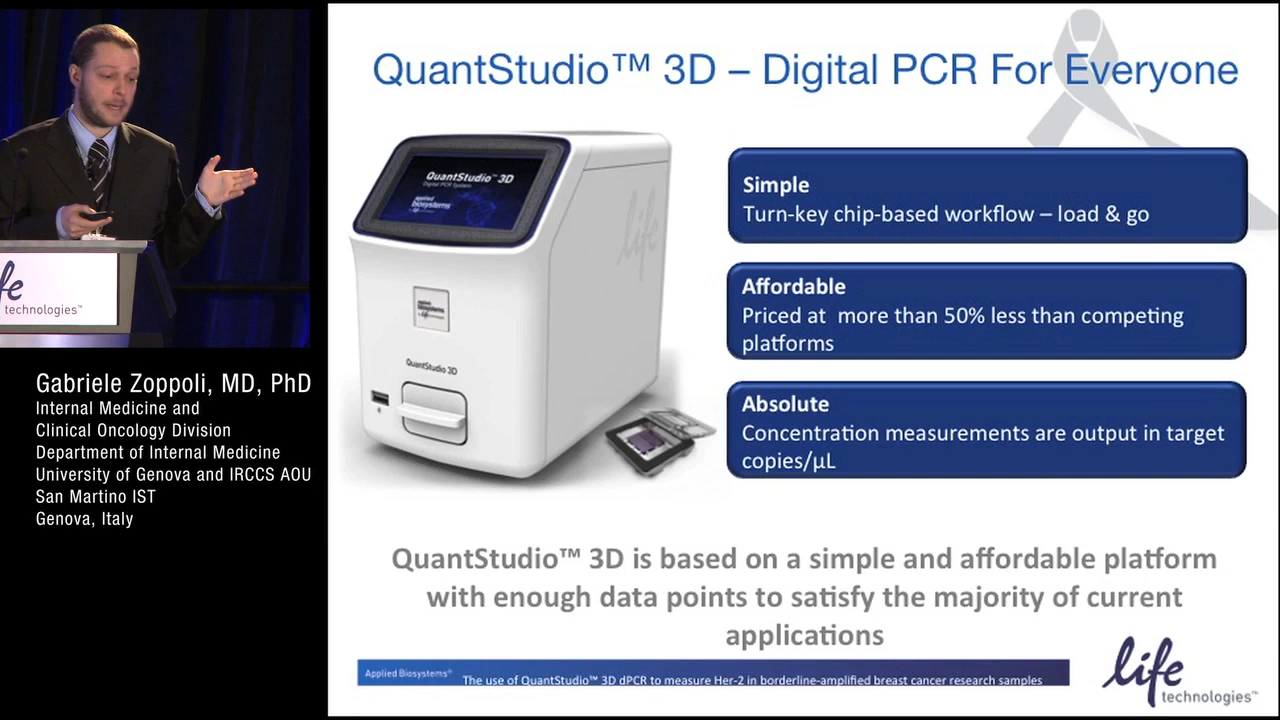 QuantStudio™ 3D – Digital PCR For Everyone
QuantStudio™ 3D
Digital PCR System
applied
biosystems
life
applied
biosystems
QuantStudio 3D
Simple
Turn-key chip-based workflow – load & go
Affordable
Priced at more than 50% less than competing
platforms
Absolute
Concentration measurements are output in target
copies/µL
QuantStudio™ 3D is based on a simple and affordable platform
with enough data points to satisfy the majority of current
applications
Applied Biosystems®
The use of QuantStudio™ 3D dPCR to measure Her-2 in borderline-amplified breast cancer research samples
life
technologies™
fe
technologies™
Gabriele Zoppoli, MD, PhD
Internal Medicine and
Clinical Oncology Division
Department of Internal Medicine
University of Genova and IRCCS AOU
San Martino IST
Genova, Italy